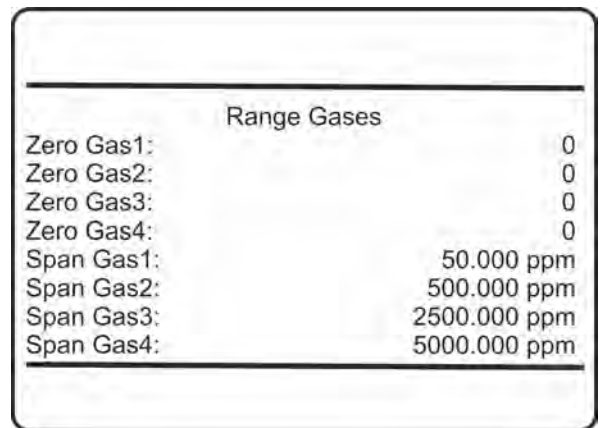 Range Gases
Zero Gas1: 0
Zero Gas2: 0
Zero Gas3: 0
Zero Gas4: 0
Span Gas1: 50.000 ppm
Span Gas2: 500.000 ppm
Span Gas3: 2500.000 ppm
Span Gas4: 5000.000 ppm